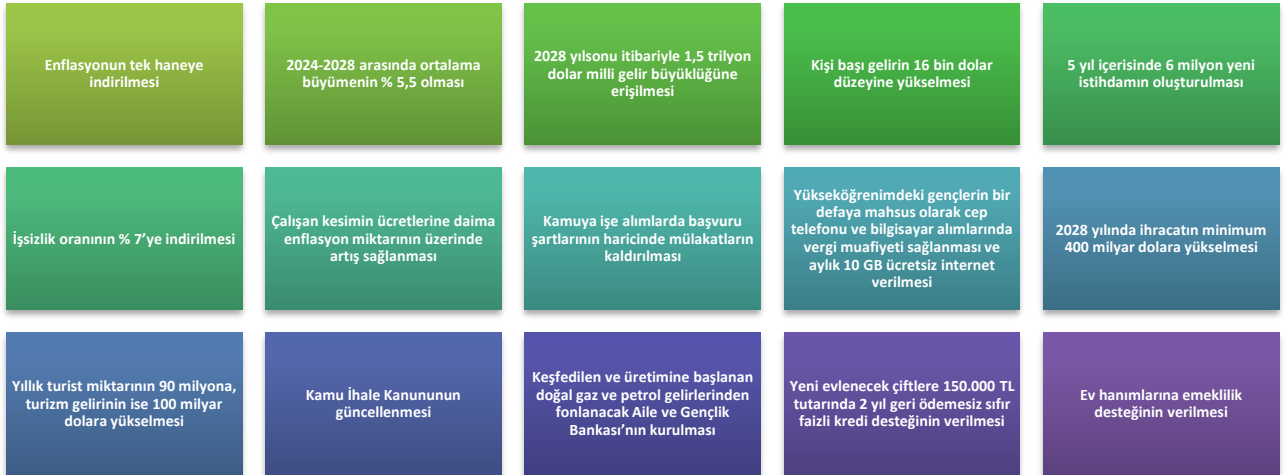 Enflasyonun tek haneye
indirilmesi
2024-2028 arasında ortalama
büyümenin % 5,5 olması
2028 yılsonu itibariyle 1,5 trilyon
dolar milli gelir büyüklüğüne
erişilmesi
Kişi başı gelirin 16 bin dolar
düzeyine yükselmesi
5 yıl içerisinde 6 milyon yeni
istihdamın oluşturulması
İşsizlik oranının % 7’ye indirilmesi
Çalışan kesimin ücretlerine daima
enflasyon miktarının üzerinde
artış sağlanması
Kamuya işe alımlarda başvuru
şartlarının haricinde mülakatların
kaldırılması
Yükseköğrenimdeki gençlerin bir
defaya mahsus olarak cep
telefonu ve bilgisayar alımlarında
vergi muafiyeti sağlanması ve
aylık 10 GB ücretsiz internet
verilmesi
2028 yılında ihracatın minimum
400 milyar dolara yükselmesi
Yıllık turist miktarının 90 milyona,
turizm gelirinin ise 100 milyar
dolara yükselmesi
Kamu İhale Kanununun
güncellenmesi
Keşfedilen ve üretimine başlanan
doğal gaz ve petrol gelirlerinden
fonlanacak Aile ve Gençlik
Bankası’nın kurulması
Yeni evlenecek çiftlere 150.000 TL
tutarında 2 yıl geri ödemesiz sıfır
faizli kredi desteğinin verilmesi
Ev hanımlarına emeklilik
desteğinin verilmesi